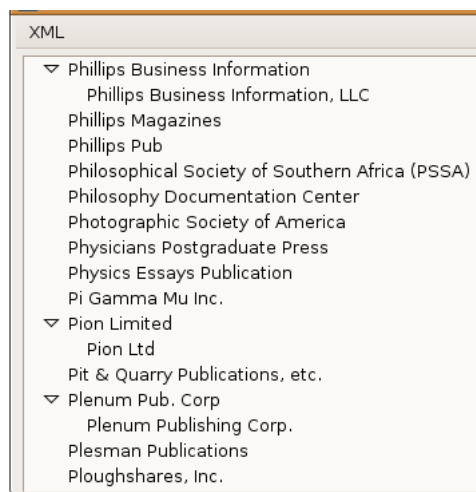 XML
Phillips Business Information
Phillips Business Information, LLC
Phillips Magazines
Phillips Pub
Philosophical Society of Southern Africa (PSSA)
Philosophy Documentation Center
Photographic Society of America
Physicians Postgraduate Press
Physics Essays Publication
Pi Gamma Mu Inc.
Pion Limited
Pion Ltd
Pit & Quarry Publications, etc.
Plenum Pub. Corp
Plenum Publishing Corp.
Plesman Publications
Ploughshares, Inc.